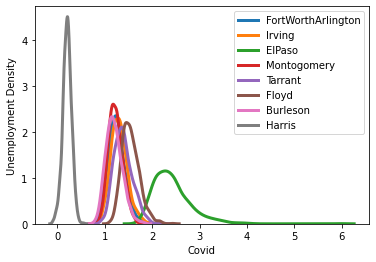 FortWorthArlington
Irving
ElPaso
Montogomery
Tarrant
Floyd
Burleson
Harris
Unemployment Density
4
3
2
1
0
0 1 2 3 4 5 6
Covid